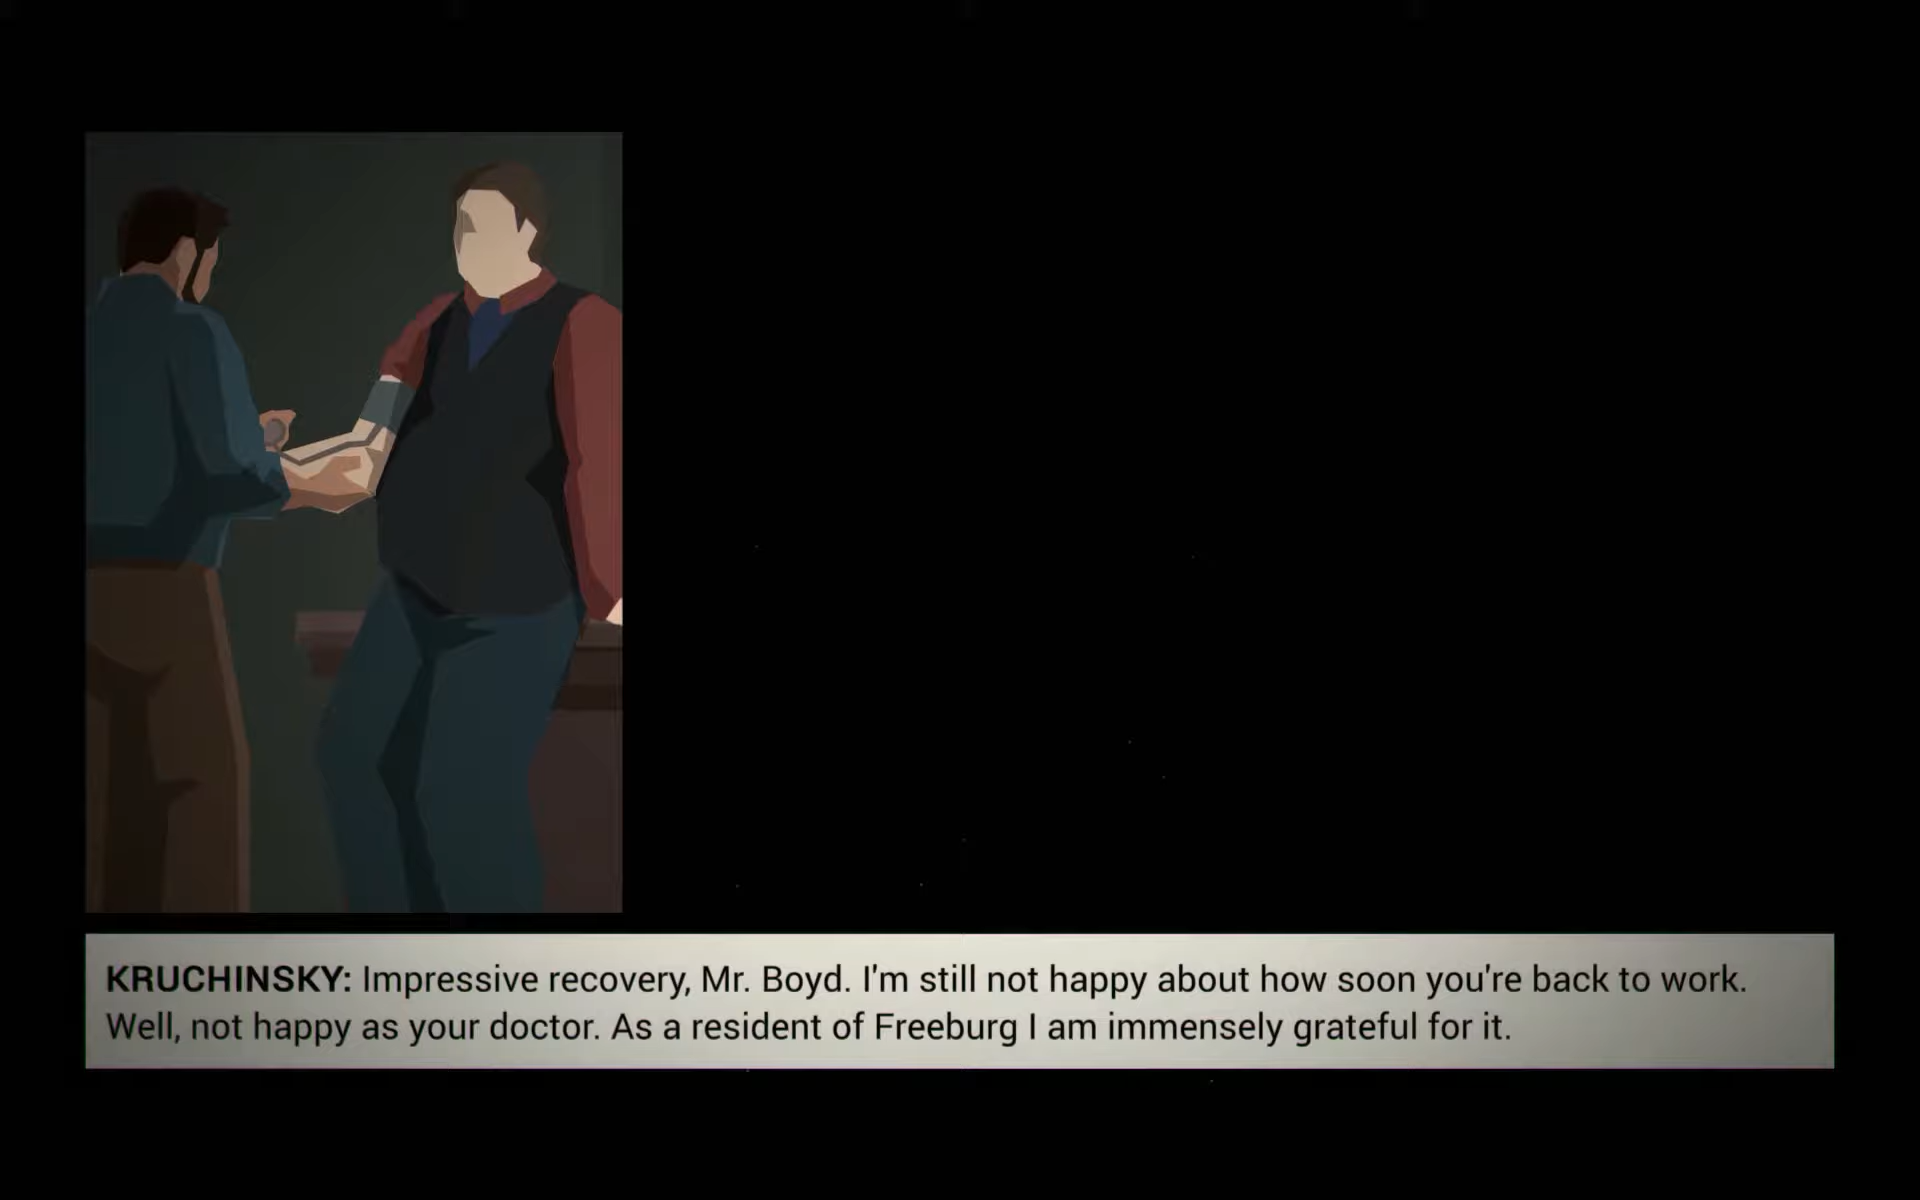 KRUCHINSKY: Impressive recovery, Mr. Boyd. I'm still not happy about how soon you're back to work.
Well, not happy as your doctor. As a resident of Freeburg I am immensely grateful for it.